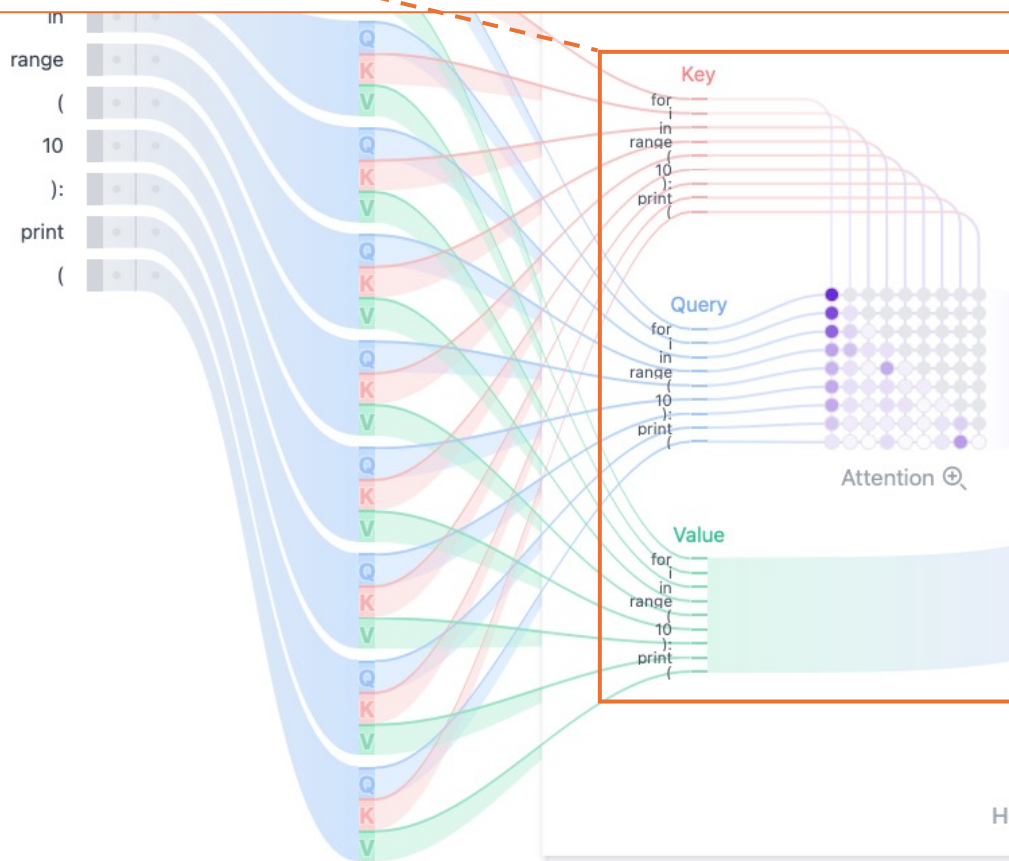 in
range
(
10
):
print
(
Q
K
V
Q
K
V
Q
K
V
Q
K
V
Q
K
V
Q
K
V
Q
K
V
Q
K
V
Key
for
i
in
range
(
10
):
print
(
Query
for
i
in
range
(
10
):
print
(
Attention
Value
for
i
in
range
(
10
):
print
(
H